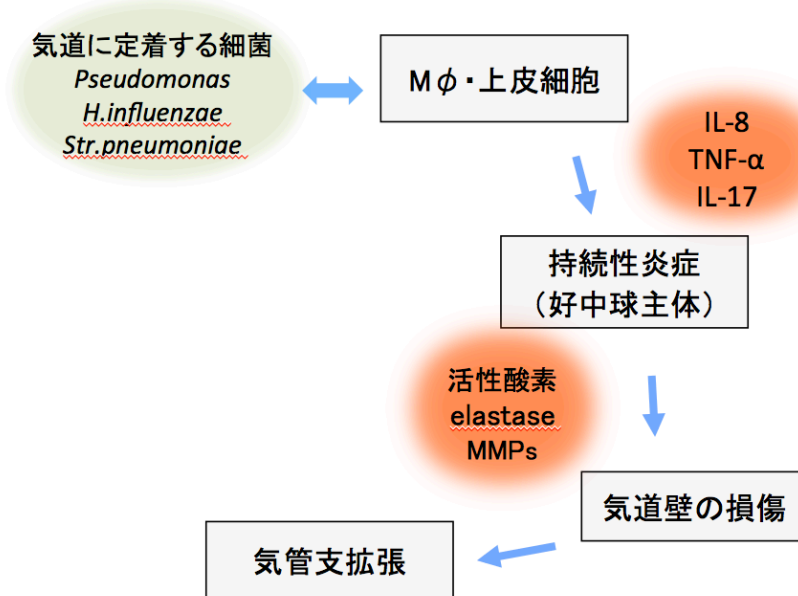 気道に定着する細菌
Pseudomonas
H.influenzae
Str.pneumoniae
Mφ・上皮細胞
IL-8
TNF-α
IL-17
持続性炎症
（好中球主体）
活性酸素
elastase
MMPs
気道壁の損傷
気管支拡張